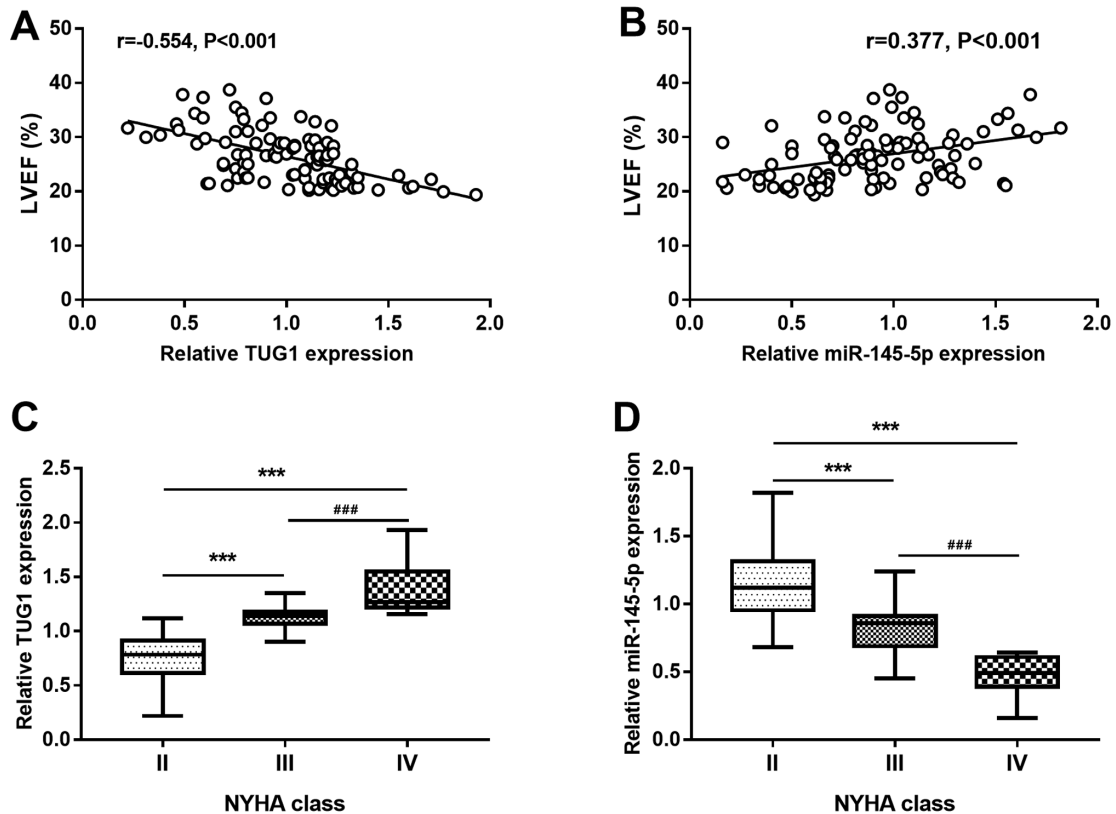 A
r=-0.554, P<0.001
50
40
30
20
10
0
LVEF (%)
0.0 0.5 1.0 1.5 2.0
Relative TUG1 expression
B
r=0.377, P<0.001
50
40
30
20
10
0
LVEF (%)
0.0 0.5 1.0 1.5 2.0
Relative miR-145-5p expression
C
***
###
***
2.5
2.0
1.5
1.0
0.5
0.0
Relative TUG1 expression
II III IV
NYHA class
D
***
***
###
2.0
1.5
1.0
0.5
0.0
Relative miR-145-5p expression
II III IV
NYHA class